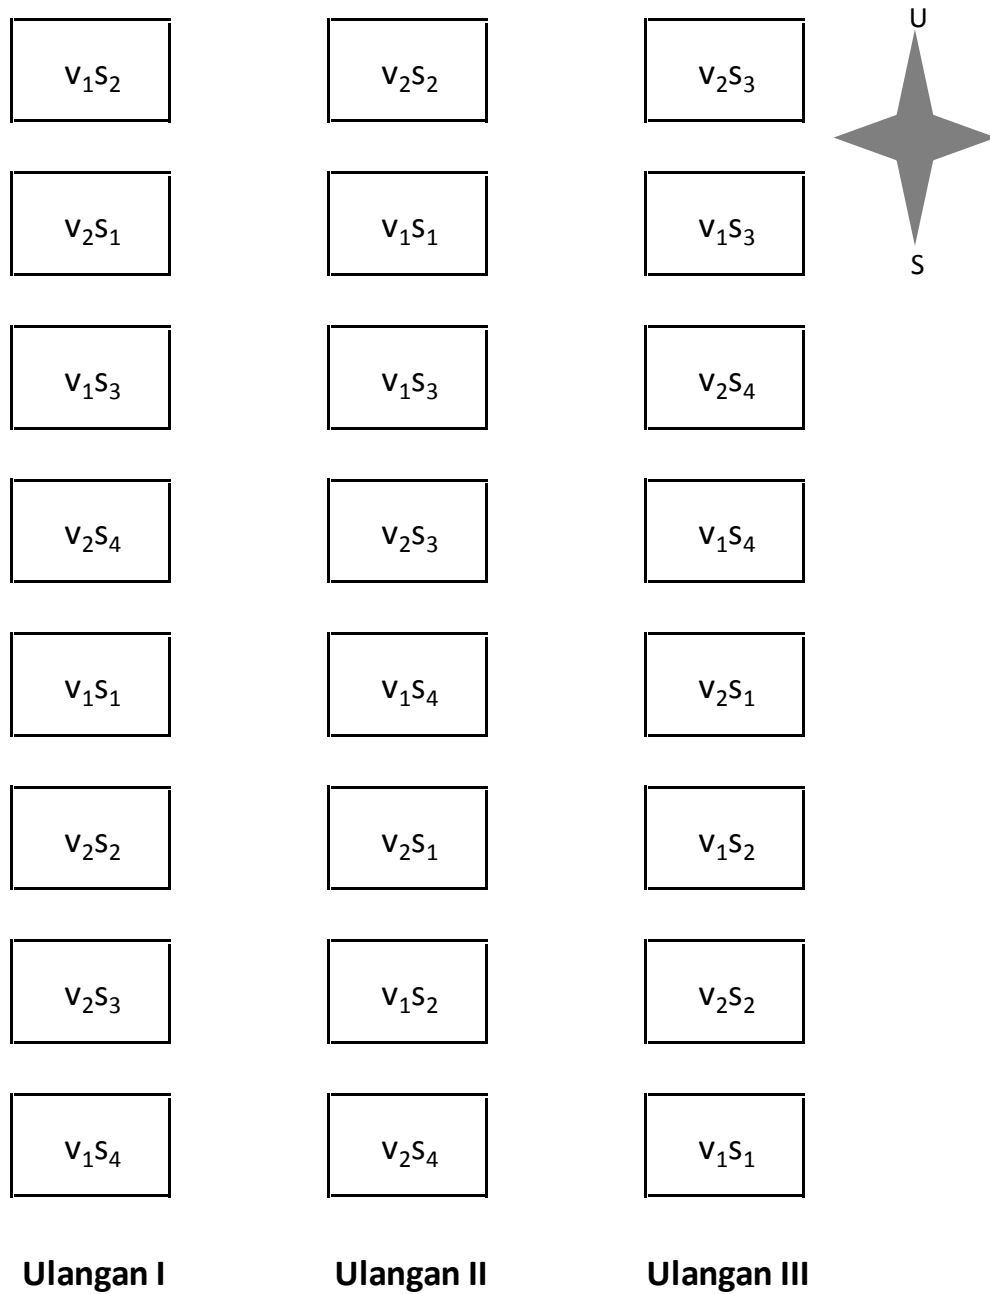 U
v₁s₂ v₂s₂ v₂s₃
v₂s₁ v₁s₁ v₁s₃
S
v₁s₃ v₁s₃ v₂s₄
v₂s₄ v₂s₃ v₁s₄
v₁s₁ v₁s₄ v₂s₁
v₂s₂ v₂s₁ v₁s₂
v₂s₃ v₁s₂ v₂s₂
v₁s₄ v₂s₄ v₁s₁
Ulangan I Ulangan II Ulangan III